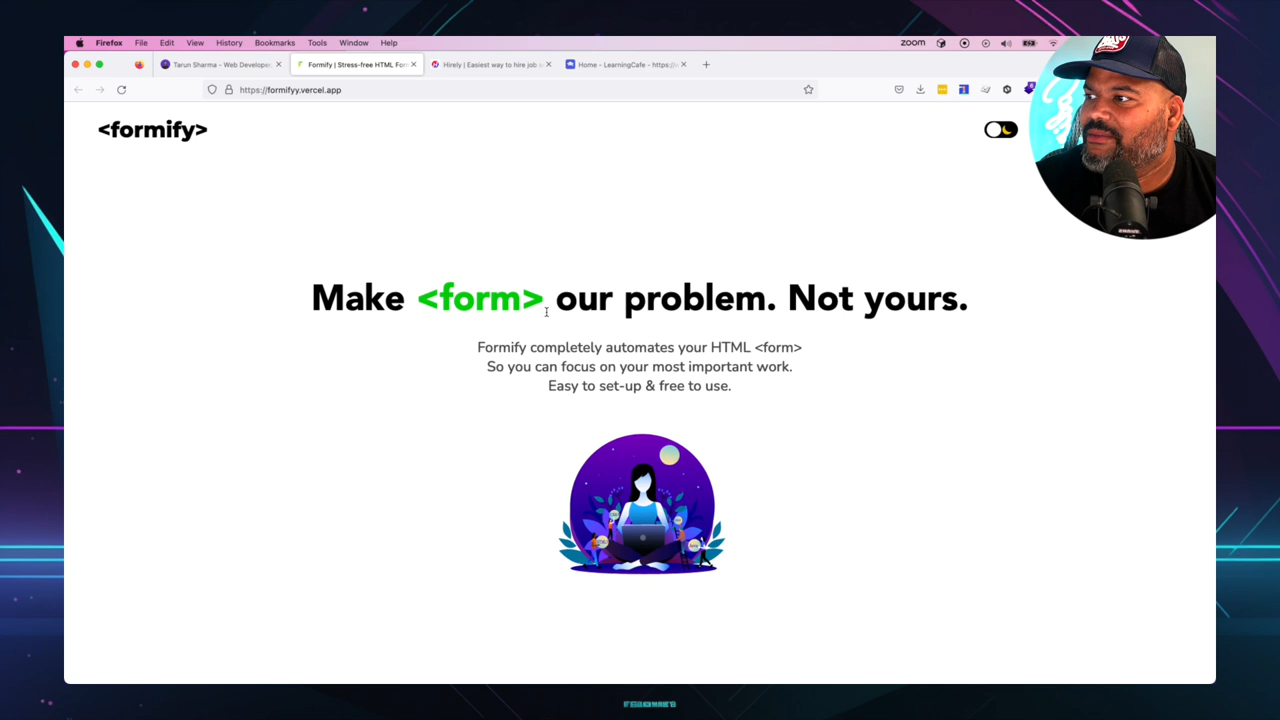 Firefox File Edit View History Bookmarks Tools Window Help zoom
Tarun Sharma - Web Developer
Formify | Stress-free HTML For
Hirely | Easiest way to hire job
Home - LearningCafe - https://
https://formifyy.vercel.app
<formify>
Make <form> our problem. Not yours.
Formify completely automates your HTML <form>
So you can focus on your most important work.
Easy to set-up & free to use.